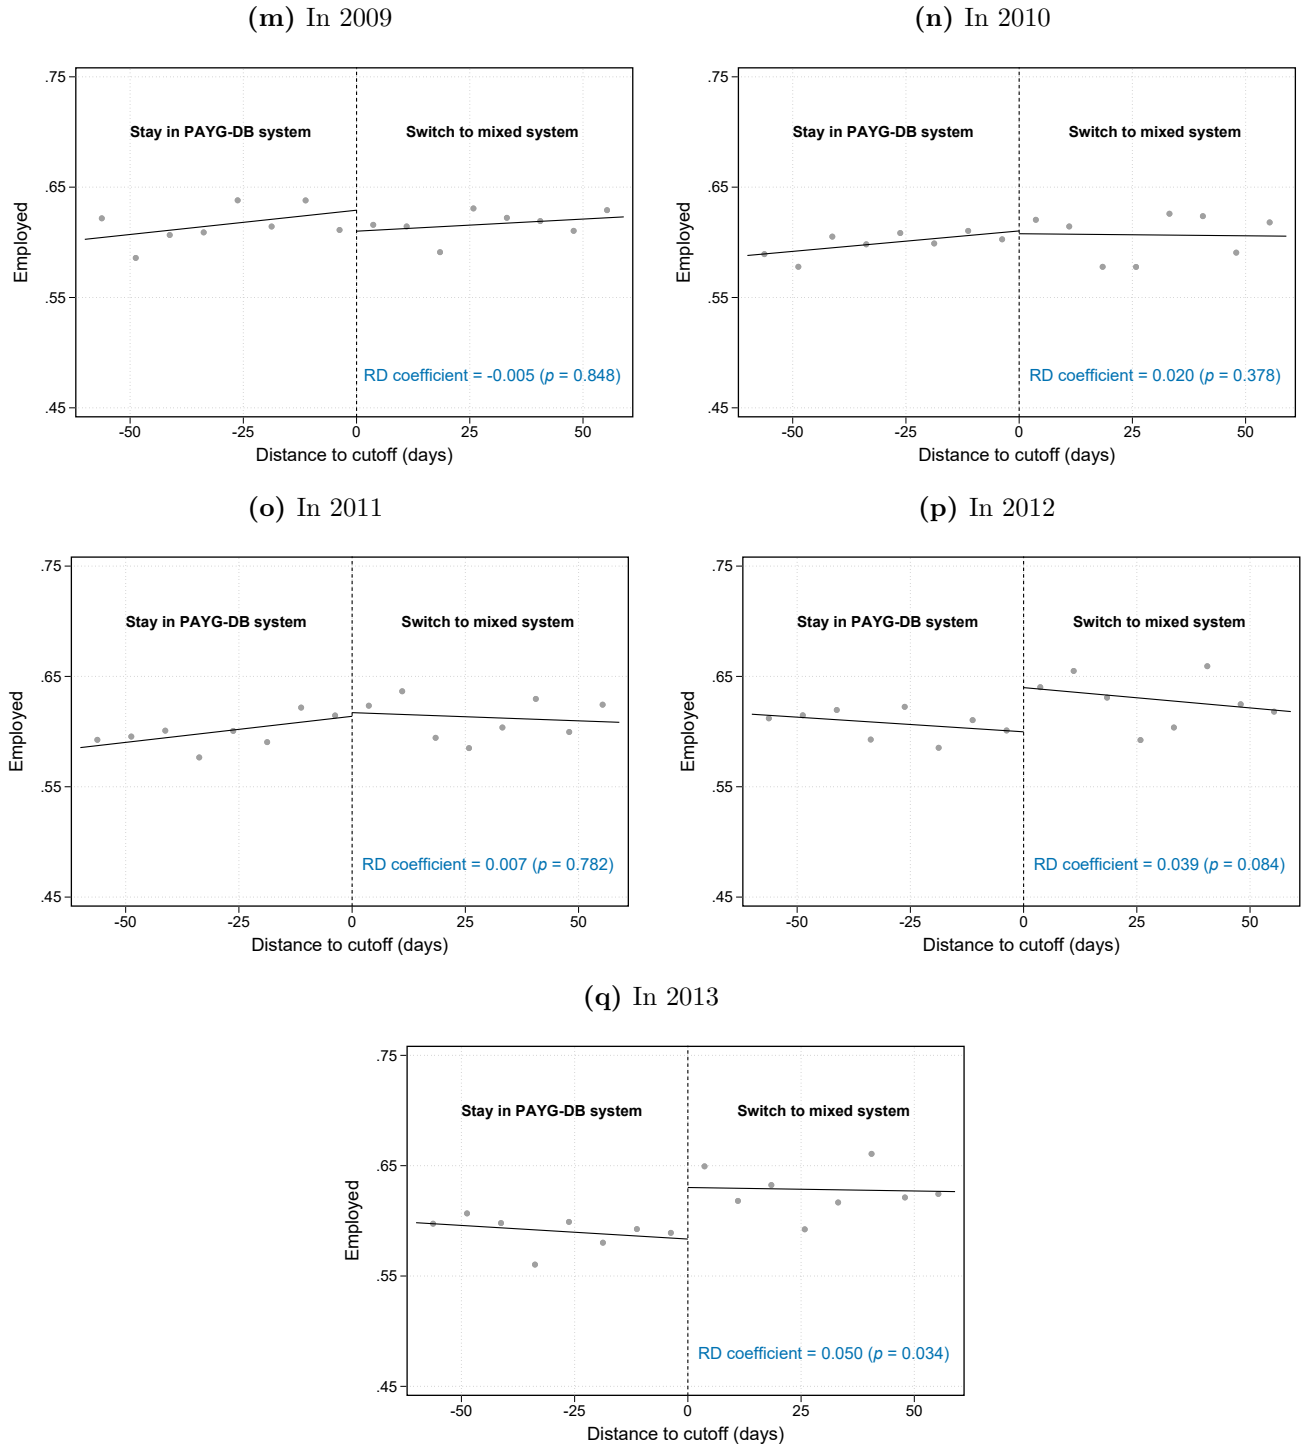 (m) In 2009
.75
.65
.55
.45
Employed
Stay in PAYG-DB system
Switch to mixed system
RD coefficient = -0.005 (p = 0.848)
-50 -25 0 25 50
Distance to cutoff (days)
(n) In 2010
.75
.65
.55
.45
Employed
Stay in PAYG-DB system
Switch to mixed system
RD coefficient = 0.020 (p = 0.378)
-50 -25 0 25 50
Distance to cutoff (days)
(o) In 2011
.75
.65
.55
.45
Employed
Stay in PAYG-DB system
Switch to mixed system
RD coefficient = 0.007 (p = 0.782)
-50 -25 0 25 50
Distance to cutoff (days)
(p) In 2012
.75
.65
.55
.45
Employed
Stay in PAYG-DB system
Switch to mixed system
RD coefficient = 0.039 (p = 0.084)
-50 -25 0 25 50
Distance to cutoff (days)
(q) In 2013
.75
.65
.55
.45
Employed
Stay in PAYG-DB system
Switch to mixed system
RD coefficient = 0.050 (p = 0.034)
-50 -25 0 25 50
Distance to cutoff (days)